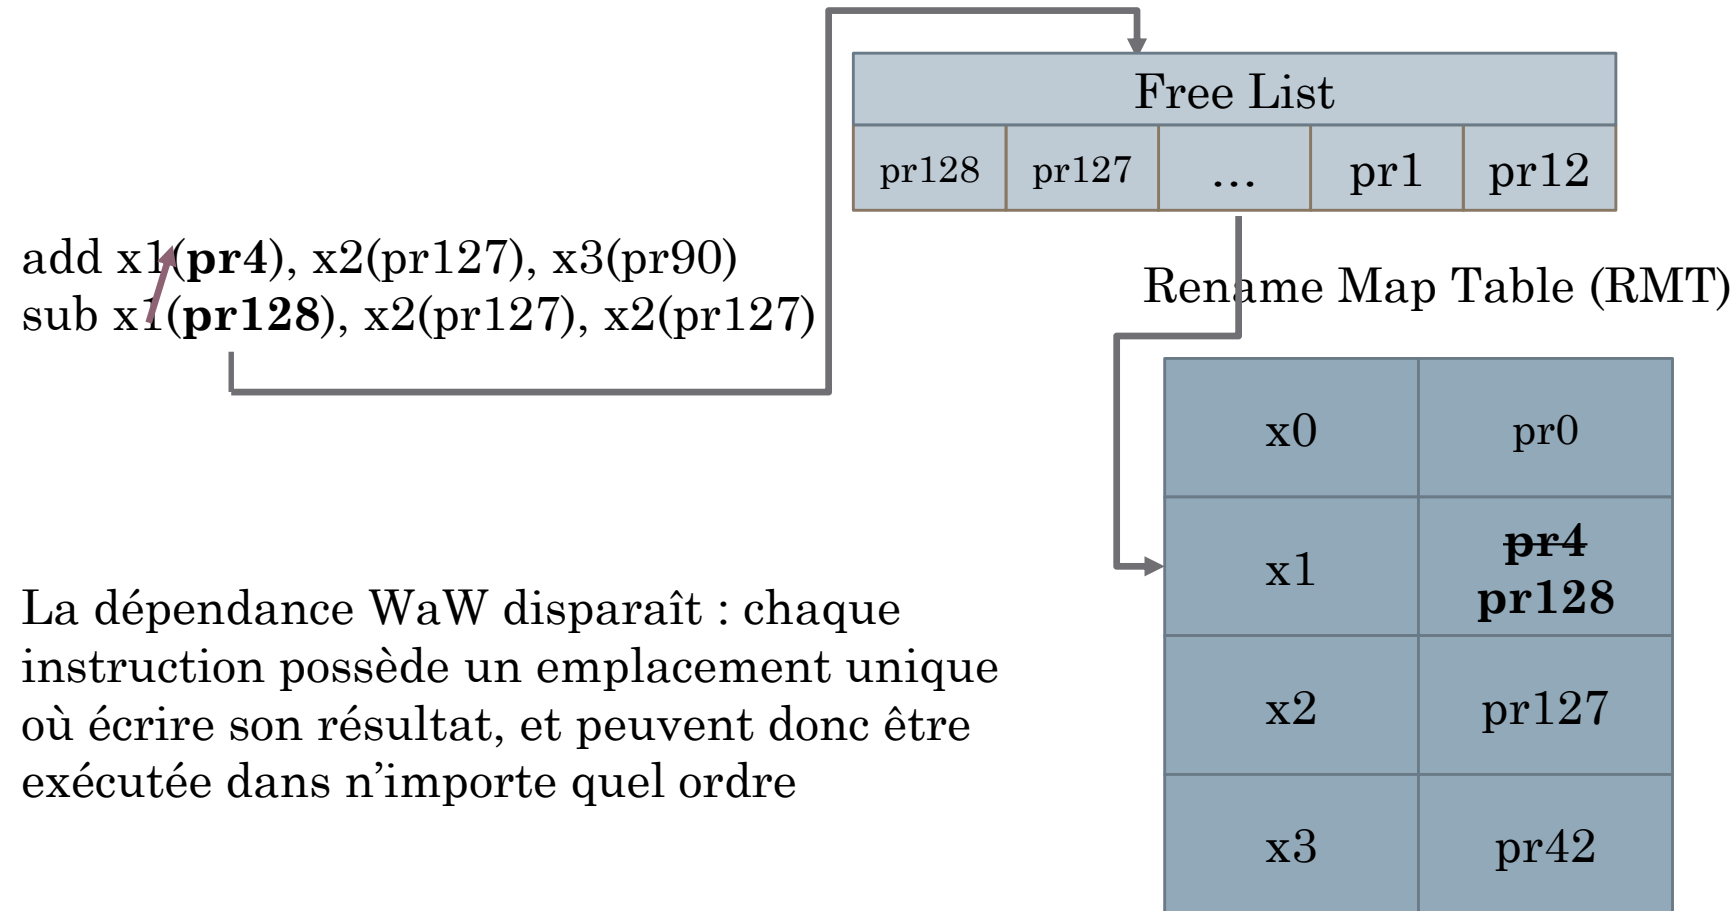 Free List
pr128 pr127 ... pr1 pr12
add x1(pr4), x2(pr127), x3(pr90)
sub x1(pr128), x2(pr127), x2(pr127)
Rename Map Table (RMT)
x0 pr0
x1 pr4
pr128
x2 pr127
x3 pr42
La dépendance WaW disparaît : chaque
instruction possède un emplacement unique
où écrire son résultat, et peuvent donc être
exécutée dans n’importe quel ordre